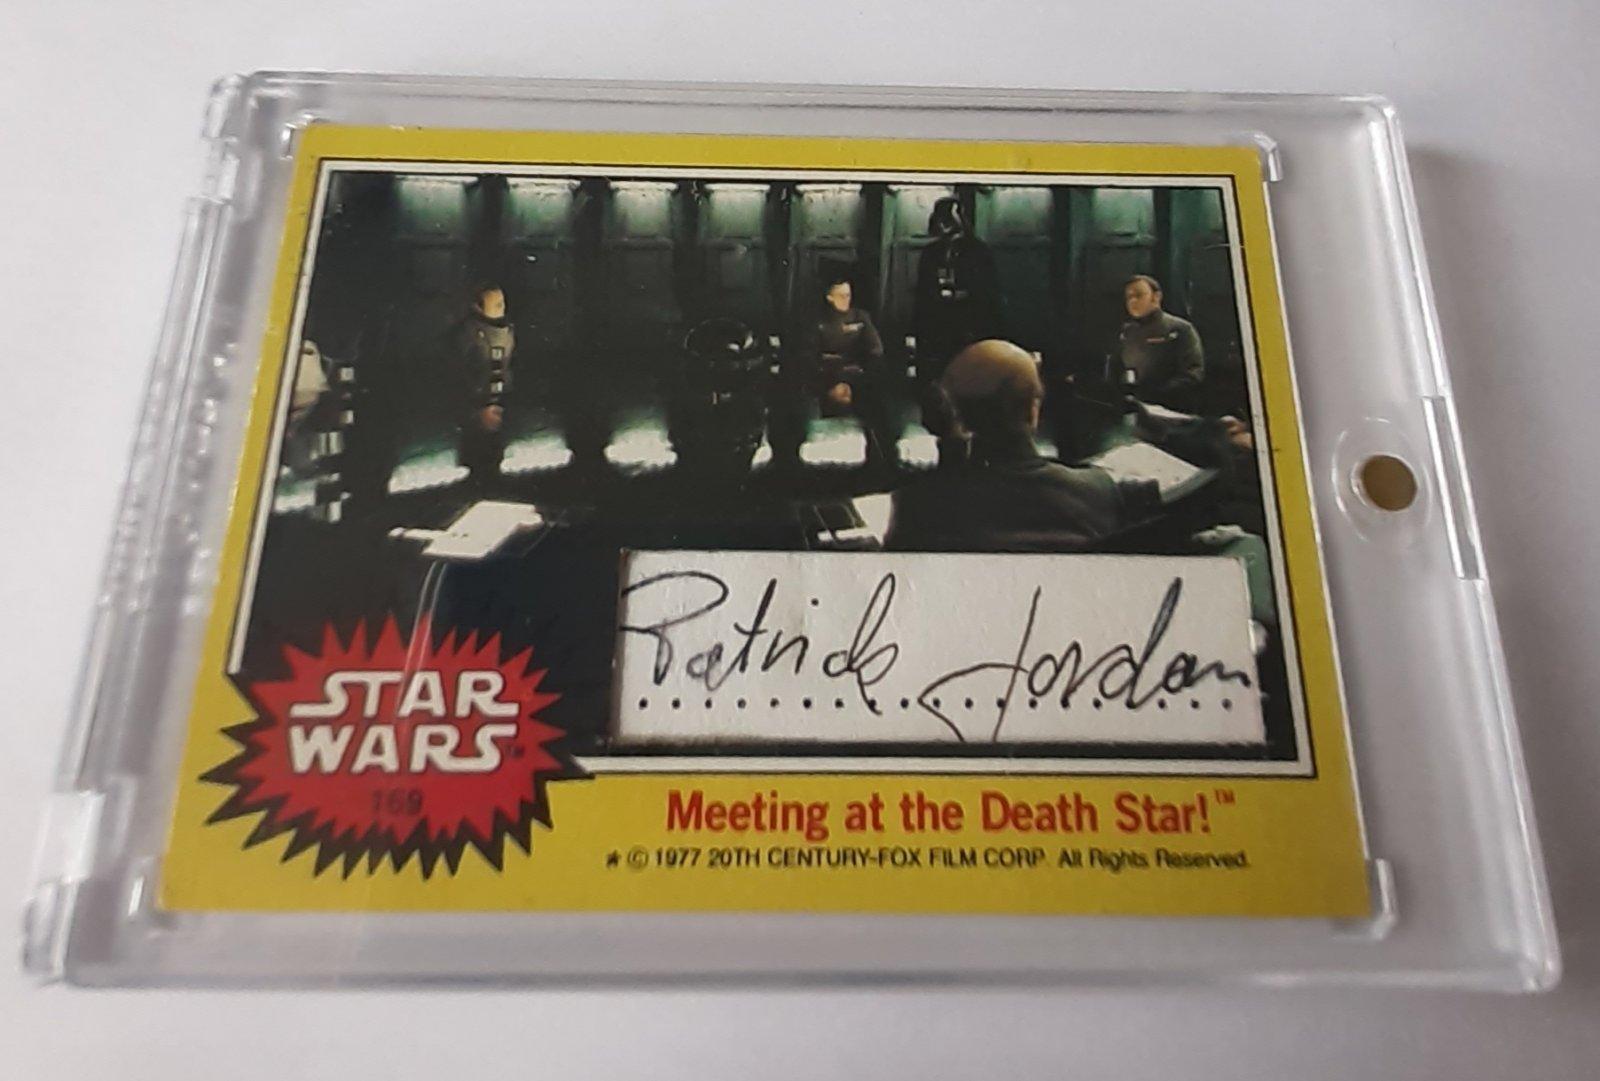 Patrick Jordan
STAR
WARS™
169
Meeting at the Death Star!™
★ © 1977 20TH CENTURY-FOX FILM CORP. All Rights Reserved.